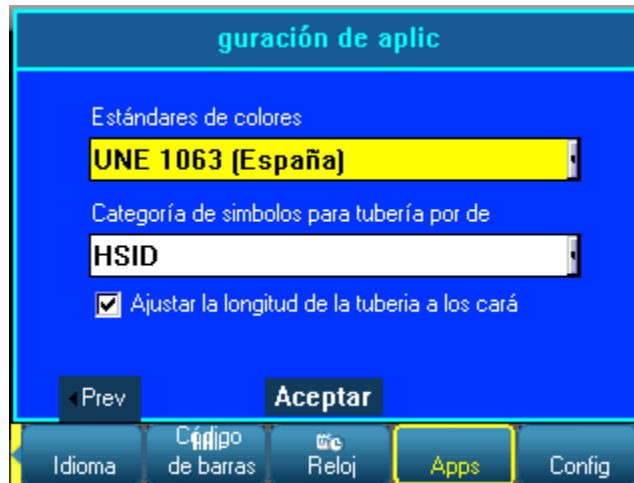 guración de aplic
Estándares de colores
UNE 1063 (España)
Categoría de simbolos para tubería por de
HSID
Ajustar la longitud de la tuberia a los cará
Prev
Aceptar
Idioma
Código
de barras
Reloj
Apps
Config